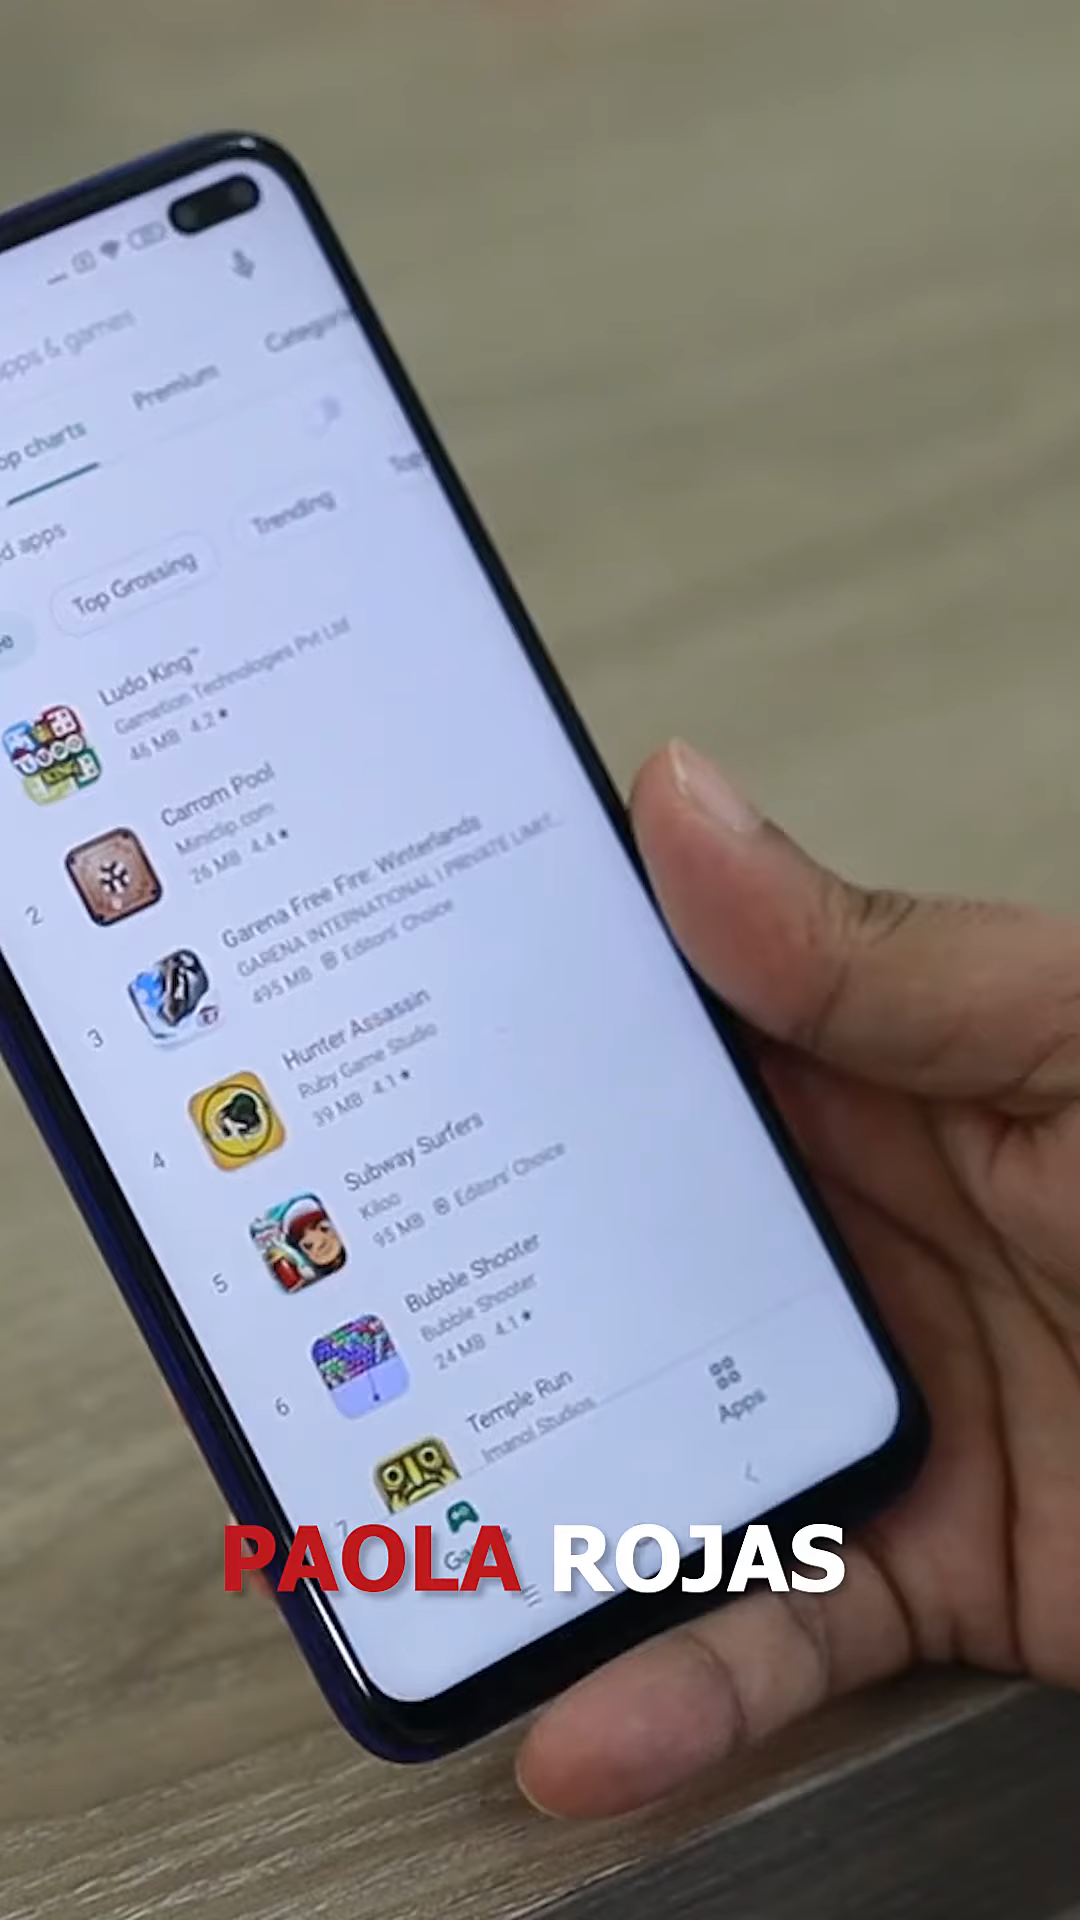 apps & games
Premium
Top charts
Top Grossing
Trending
Ludo King™
Gametion Technologies Pvt Ltd
46 MB 4.2★
2
Carrom Pool
Miniclip.com
26 MB 4.4★
3
Garena Free Fire: Winterlands
GARENA INTERNATIONAL I PRIVATE LIMIT...
495 MB Editors' Choice
4
Hunter Assassin
Ruby Game Studio
39 MB 4.1★
5
Subway Surfers
Kiloo
95 MB Editors' Choice
6
Bubble Shooter
Bubble Shooter
24 MB 4.1★
7
Temple Run
Imangi Studios
Apps
PAOLA ROJAS